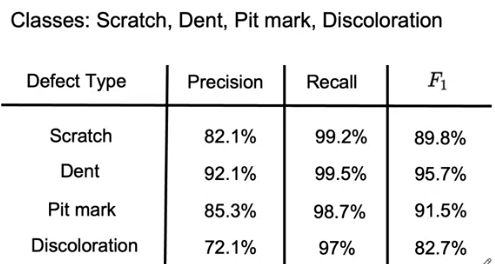 Classes: Scratch, Dent, Pit mark, Discoloration
Defect Type Precision Recall F₁
Scratch 82.1% 99.2% 89.8%
Dent 92.1% 99.5% 95.7%
Pit mark 85.3% 98.7% 91.5%
Discoloration 72.1% 97% 82.7%